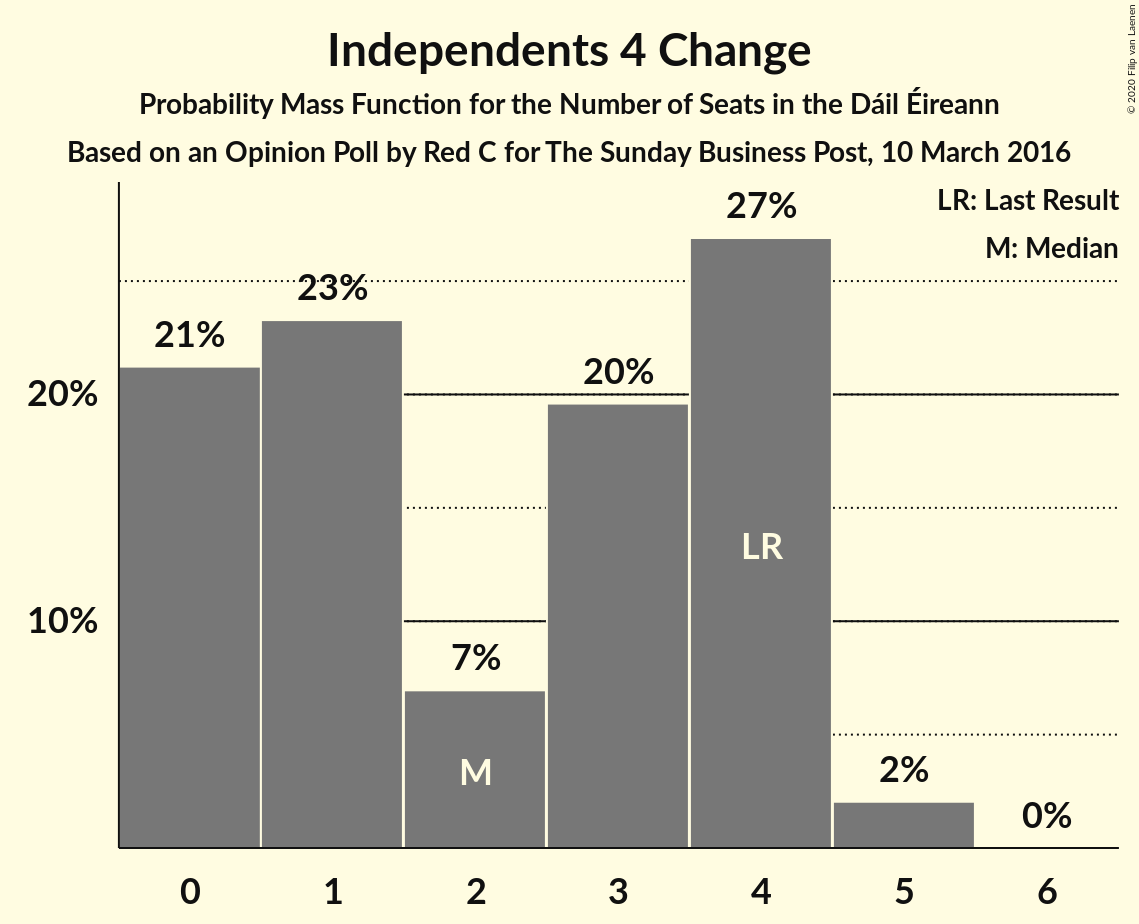 Independents 4 Change
Probability Mass Function for the Number of Seats in the Dáil Éireann
Based on an Opinion Poll by Red C for The Sunday Business Post, 10 March 2016
© 2020 Filip van Laenen
LR: Last Result
M: Median
27%
23%
21%
20%
20%
LR
10%
7%
M
2%
0%
0 1 2 3 4 5 6